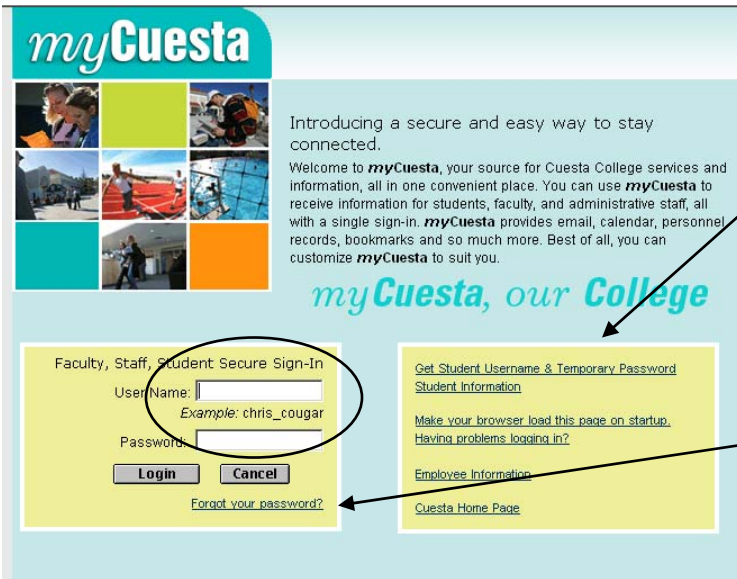 myCuesta
Introducing a secure and easy way to stay
connected.
Welcome to myCuesta, your source for Cuesta College services and
information, all in one convenient place. You can use myCuesta to
receive information for students, faculty, and administrative staff, all
with a single sign-in. myCuesta provides email, calendar, personnel
records, bookmarks and so much more. Best of all, you can
customize myCuesta to suit you.
myCuesta, our College
Faculty, Staff, Student Secure Sign-In
User Name:
Example: chris_cougar
Password:
Login Cancel
Forgot your password?
Get Student Username & Temporary Password
Student Information
Make your browser load this page on startup.
Having problems logging in?
Employee Information
Cuesta Home Page